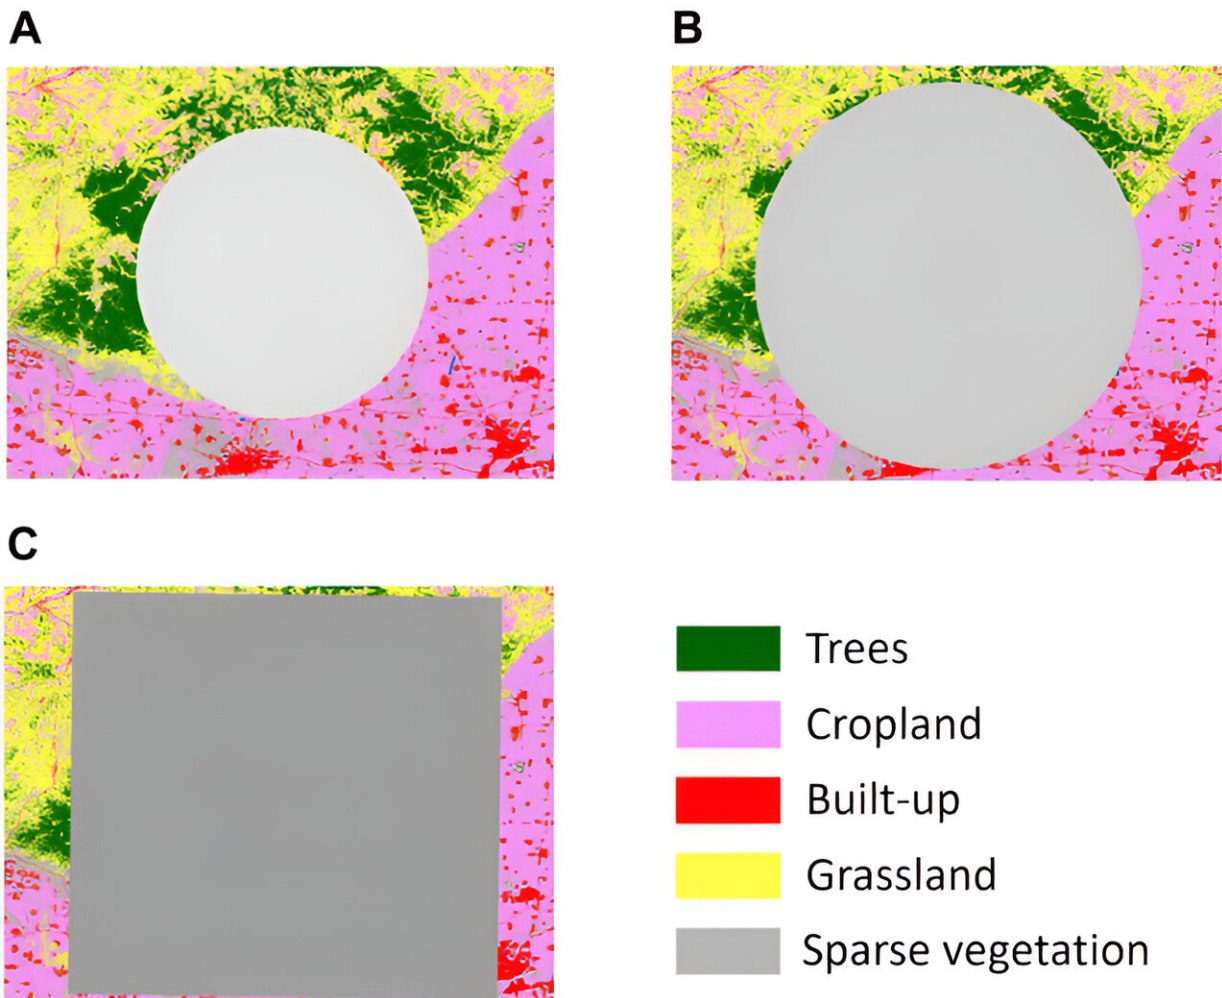 A
B
C
Trees
Cropland
Built-up
Grassland
Sparse vegetation